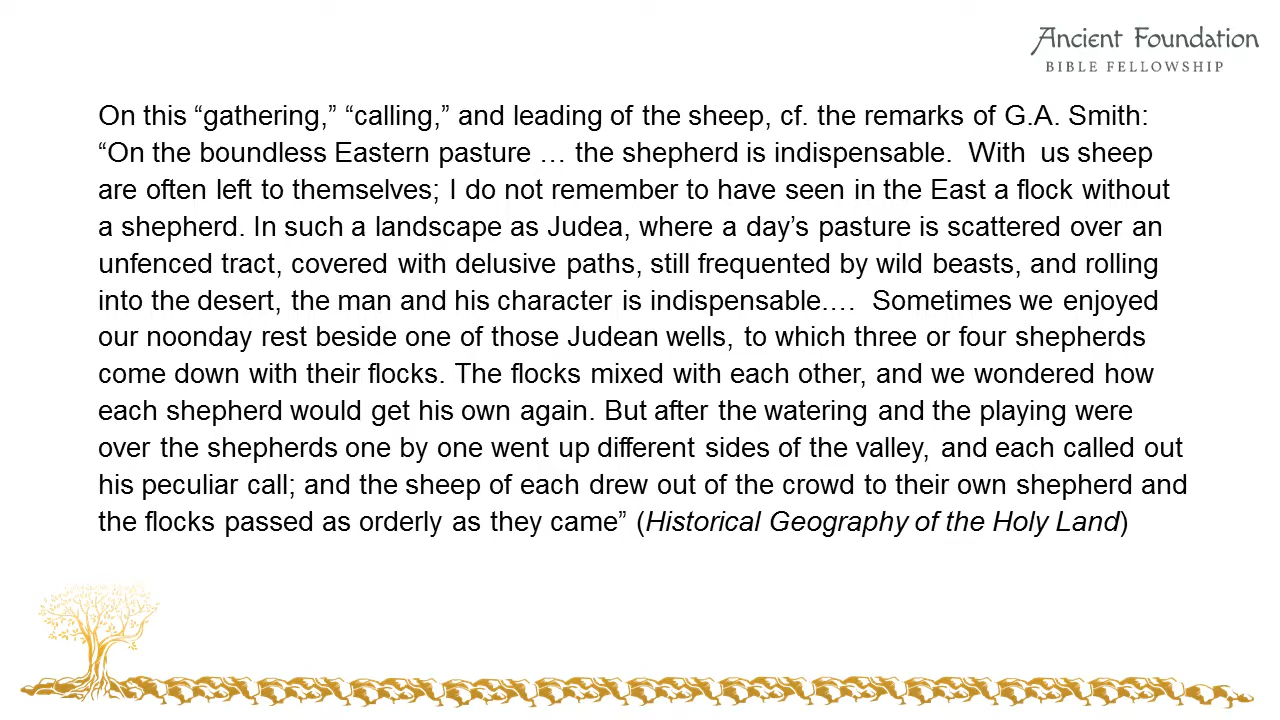 Ancient Foundation
BIBLE FELLOWSHIP
On this “gathering,” “calling,” and leading of the sheep, cf. the remarks of G.A. Smith:
“On the boundless Eastern pasture … the shepherd is indispensable.  With  us sheep
are often left to themselves; I do not remember to have seen in the East a flock without
a shepherd. In such a landscape as Judea, where a day’s pasture is scattered over an
unfenced tract, covered with delusive paths, still frequented by wild beasts, and rolling
into the desert, the man and his character is indispensable….  Sometimes we enjoyed
our noonday rest beside one of those Judean wells, to which three or four shepherds
come down with their flocks. The flocks mixed with each other, and we wondered how
each shepherd would get his own again. But after the watering and the playing were
over the shepherds one by one went up different sides of the valley, and each called out
his peculiar call; and the sheep of each drew out of the crowd to their own shepherd and
the flocks passed as orderly as they came” (Historical Geography of the Holy Land)